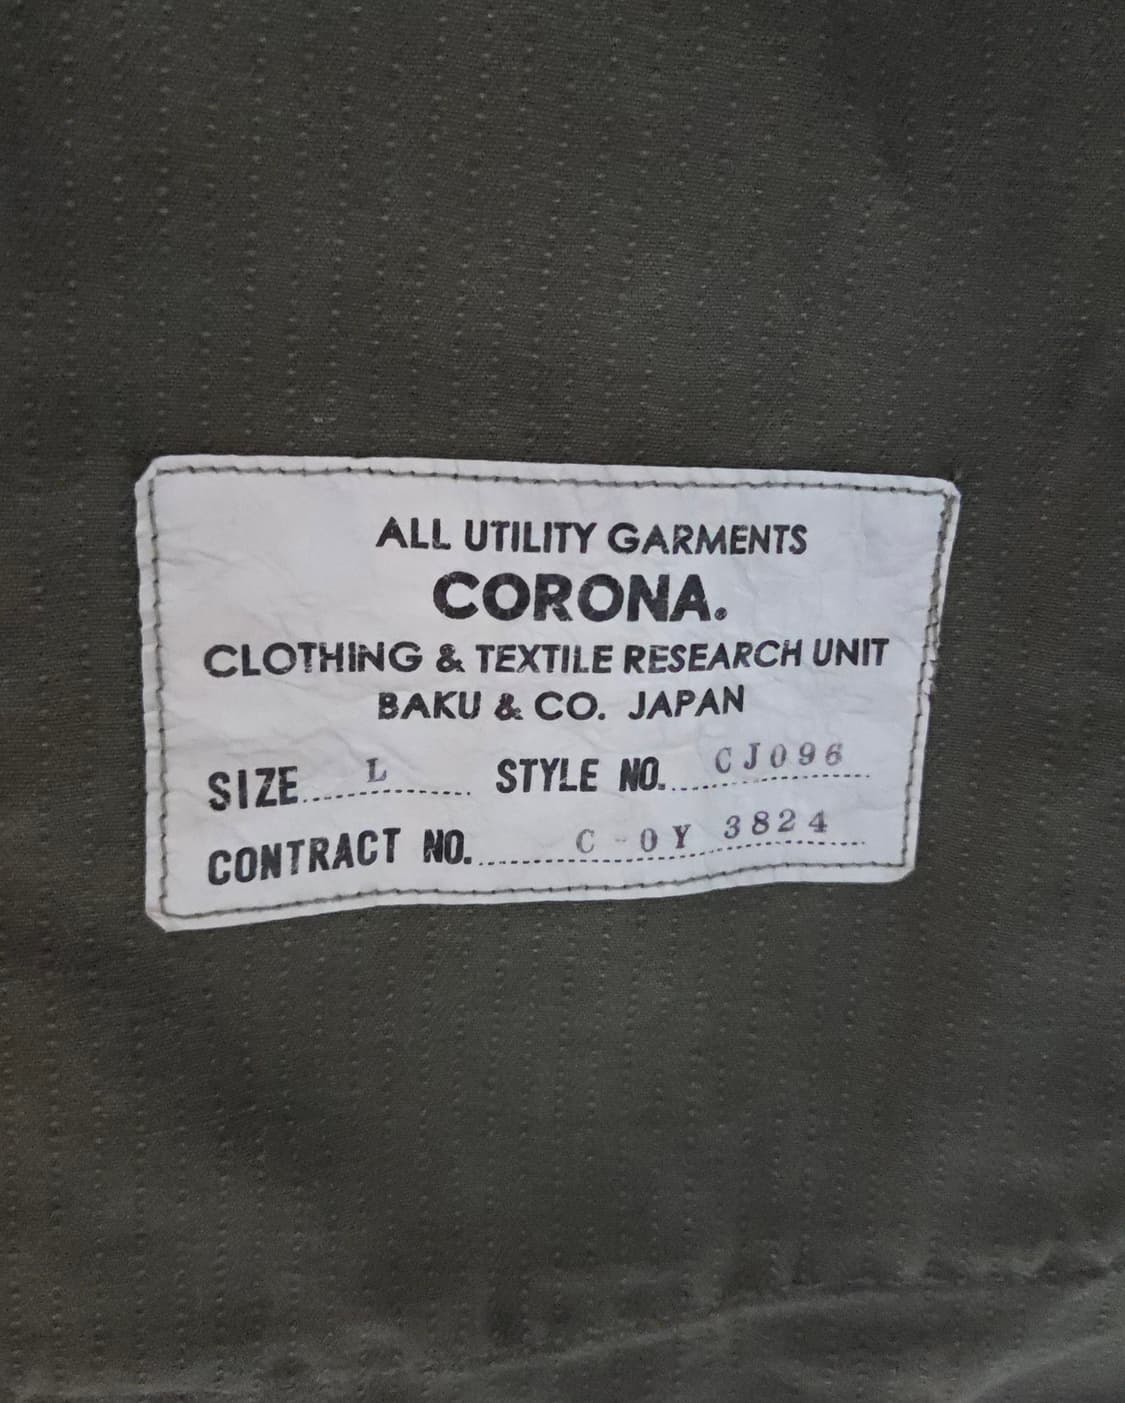 ALL UTILITY GARMENTS
CORONA.
CLOTHING & TEXTILE RESEARCH UNIT
BAKU & CO. JAPAN
SIZE L STYLE NO. CJ096
CONTRACT NO. C-0Y 3824